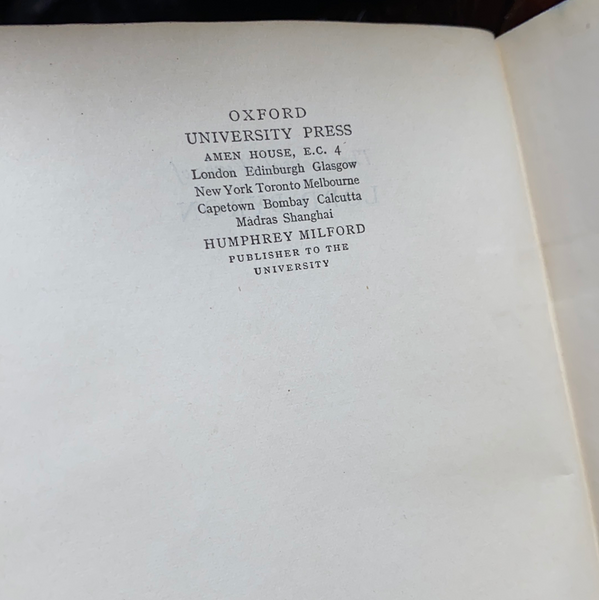 OXFORD
UNIVERSITY PRESS
AMEN HOUSE, E.C. 4
London Edinburgh Glasgow
New York Toronto Melbourne
Capetown Bombay Calcutta
Madras Shanghai
HUMPHREY MILFORD
PUBLISHER TO THE
UNIVERSITY